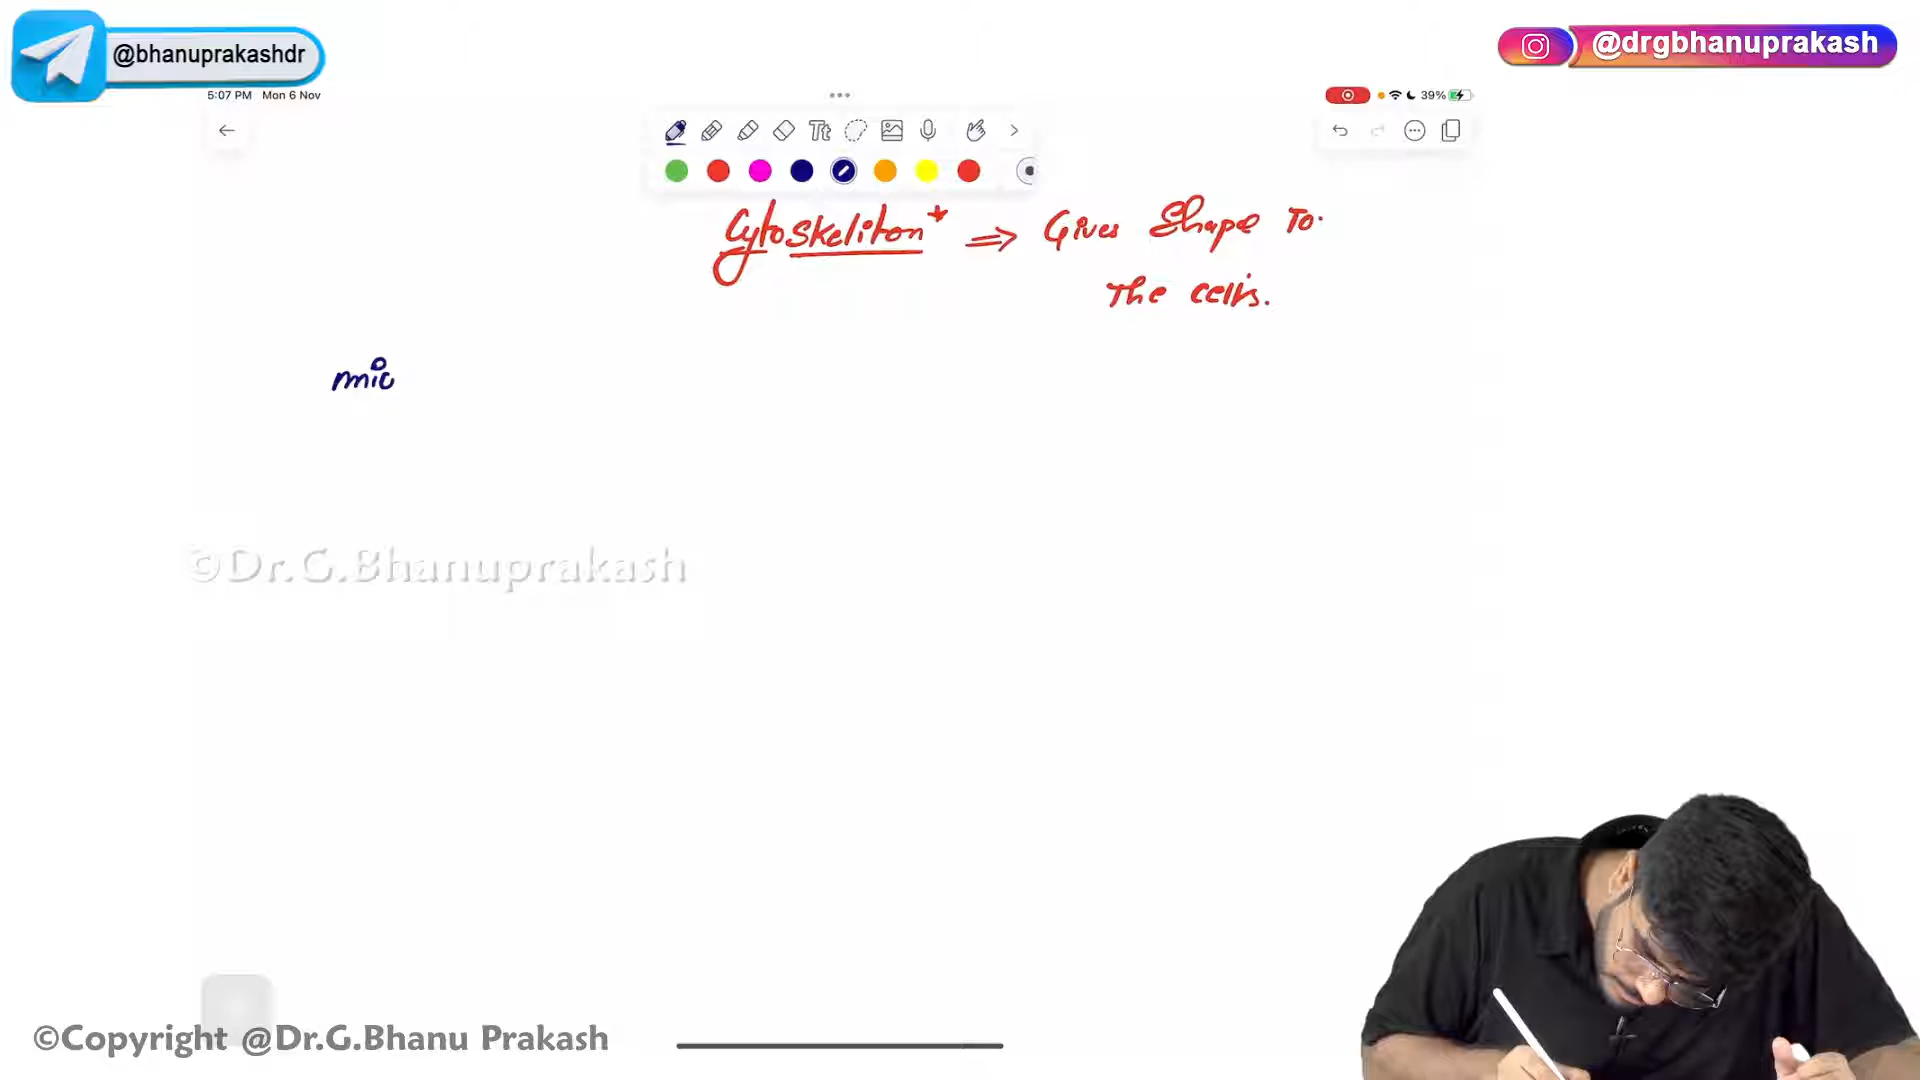 @bhanuprakashdr
@drgbhanuprakash
5:07 PM Mon 6 Nov
39%
Tt
Cytoskeliton* ⇒ Gives Shape To
The cells.
mic
©Dr.G.Bhanuprakash
©Copyright @Dr.G.Bhanu Prakash